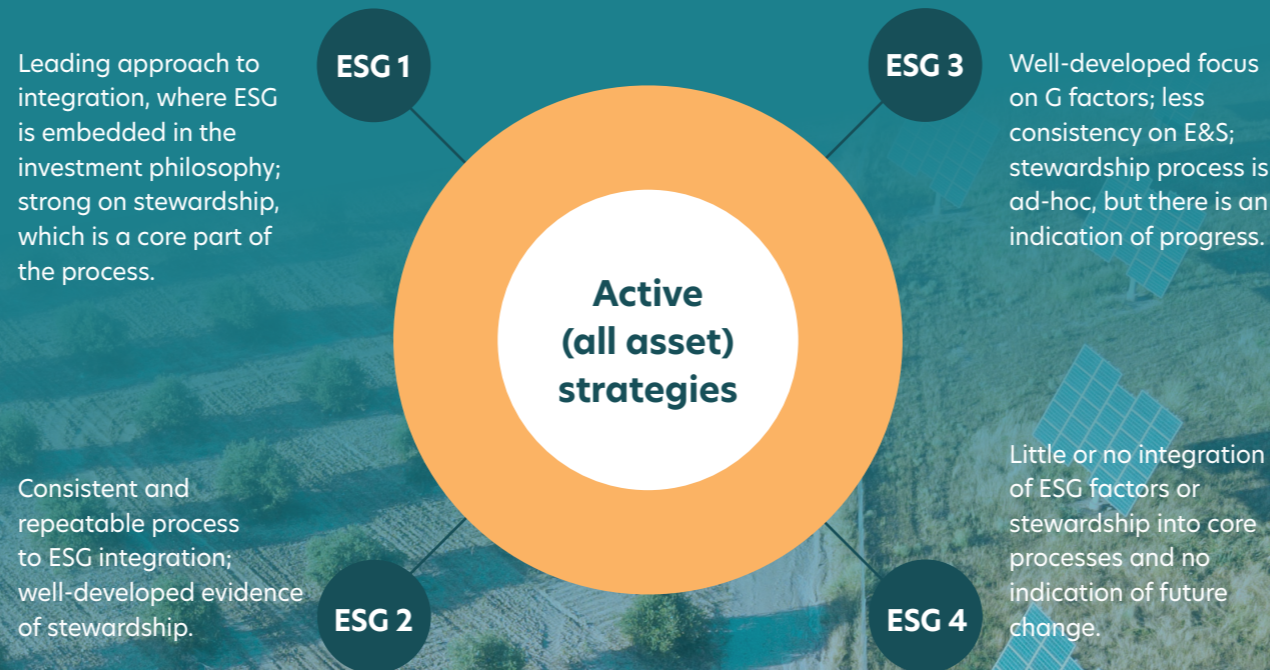 ESG 1
Leading approach to
integration, where ESG
is embedded in the
investment philosophy;
strong on stewardship,
which is a core part of
the process.
ESG 3
Well-developed focus
on G factors; less
consistency on E&S;
stewardship process is
ad-hoc, but there is an
indication of progress.
Active
(all asset)
strategies
Consistent and
repeatable process
to ESG integration;
well-developed evidence
of stewardship.
ESG 2
Little or no integration
of ESG factors or
stewardship into core
processes and no
indication of future
change.
ESG 4